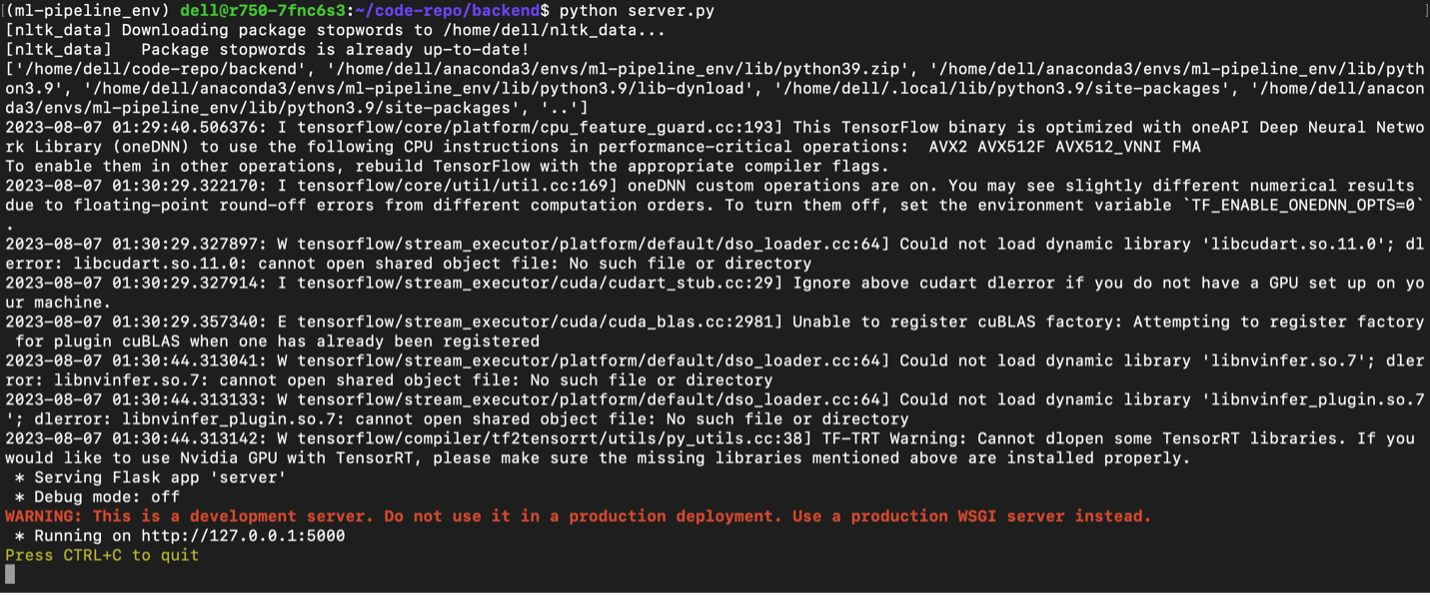 (ml-pipeline_env) dell@r750-7fnc6s3:~/code-repo/backend$ python server.py
[nltk_data] Downloading package stopwords to /home/dell/nltk_data...
[nltk_data]   Package stopwords is already up-to-date!
['/home/dell/code-repo/backend', '/home/dell/anaconda3/envs/ml-pipeline_env/lib/python39.zip', '/home/dell/anaconda3/envs/ml-pipeline_env/lib/pyth
on3.9', '/home/dell/anaconda3/envs/ml-pipeline_env/lib/python3.9/lib-dynload', '/home/dell/.local/lib/python3.9/site-packages', '/home/dell/anacon
da3/envs/ml-pipeline_env/lib/python3.9/site-packages', '..']
2023-08-07 01:29:40.506376: I tensorflow/core/platform/cpu_feature_guard.cc:193] This TensorFlow binary is optimized with oneAPI Deep Neural Netwo
rk Library (oneDNN) to use the following CPU instructions in performance-critical operations:  AVX2 AVX512F AVX512_VNNI FMA
To enable them in other operations, rebuild TensorFlow with the appropriate compiler flags.
2023-08-07 01:30:29.322170: I tensorflow/core/util/util.cc:169] oneDNN custom operations are on. You may see slightly different numerical results
due to floating-point round-off errors from different computation orders. To turn them off, set the environment variable `TF_ENABLE_ONEDNN_OPTS=0`
.
2023-08-07 01:30:29.327897: W tensorflow/stream_executor/platform/default/dso_loader.cc:64] Could not load dynamic library 'libcudart.so.11.0'; dl
error: libcudart.so.11.0: cannot open shared object file: No such file or directory
2023-08-07 01:30:29.327914: I tensorflow/stream_executor/cuda/cudart_stub.cc:29] Ignore above cudart dlerror if you do not have a GPU set up on yo
ur machine.
2023-08-07 01:30:29.357340: E tensorflow/stream_executor/cuda/cuda_blas.cc:2981] Unable to register cuBLAS factory: Attempting to register factory
 for plugin cuBLAS when one has already been registered
2023-08-07 01:30:44.313041: W tensorflow/stream_executor/platform/default/dso_loader.cc:64] Could not load dynamic library 'libnvinfer.so.7'; dler
ror: libnvinfer.so.7: cannot open shared object file: No such file or directory
2023-08-07 01:30:44.313133: W tensorflow/stream_executor/platform/default/dso_loader.cc:64] Could not load dynamic library 'libnvinfer_plugin.so.7
'; dlerror: libnvinfer_plugin.so.7: cannot open shared object file: No such file or directory
2023-08-07 01:30:44.313142: W tensorflow/compiler/tf2tensorrt/utils/py_utils.cc:38] TF-TRT Warning: Cannot dlopen some TensorRT libraries. If you
would like to use Nvidia GPU with TensorRT, please make sure the missing libraries mentioned above are installed properly.
 * Serving Flask app 'server'
 * Debug mode: off
WARNING: This is a development server. Do not use it in a production deployment. Use a production WSGI server instead.
 * Running on http://127.0.0.1:5000
Press CTRL+C to quit